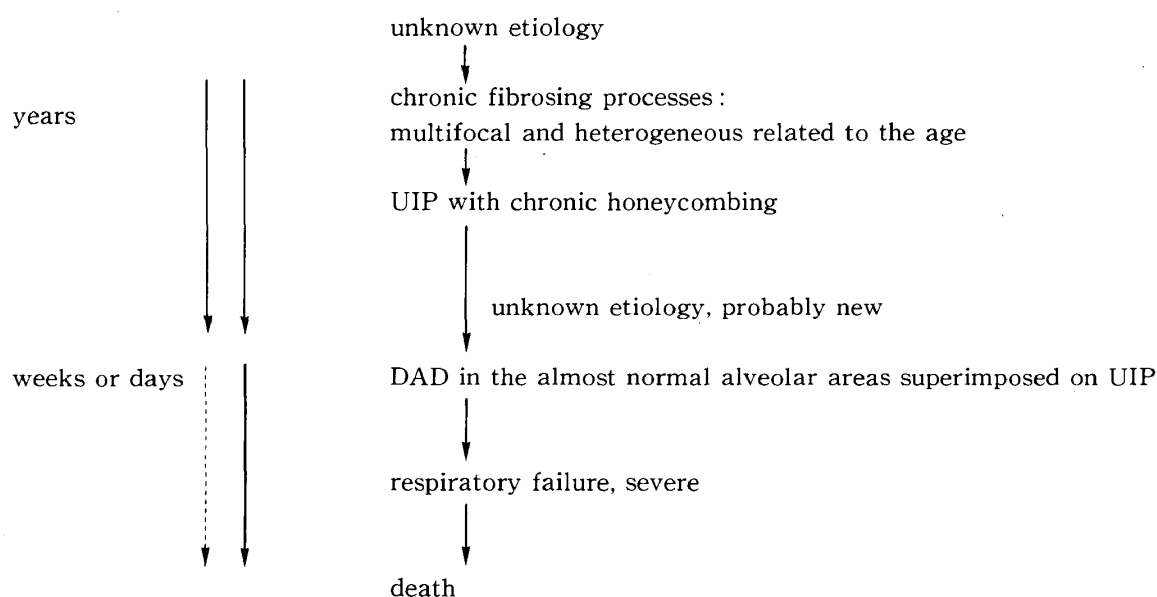 unknown etiology
years
chronic fibrosing processes :
multifocal and heterogeneous related to the age
UIP with chronic honeycombing
unknown etiology, probably new
weeks or days
DAD in the almost normal alveolar areas superimposed on UIP
respiratory failure, severe
death